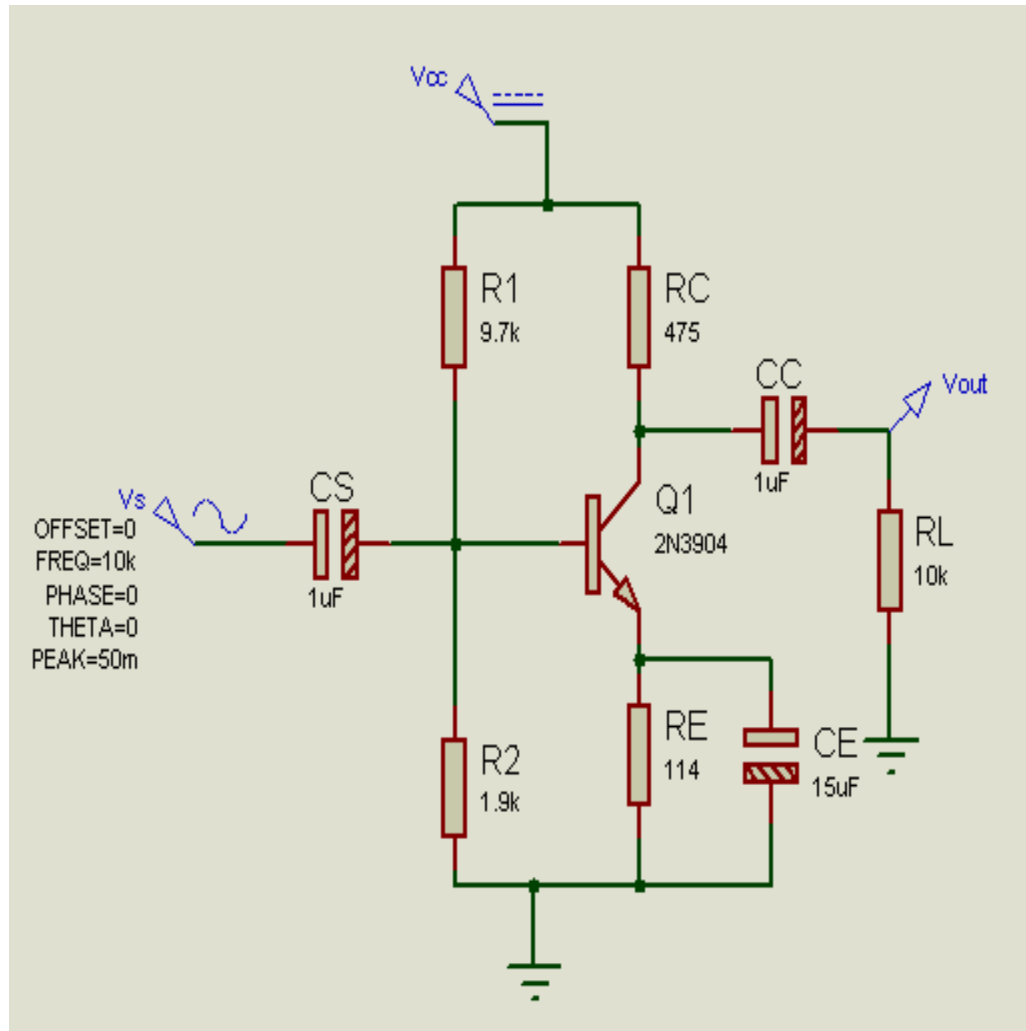 Vcc
R1
9.7k
RC
475
CC
1uF
Vout
Vs
OFFSET=0
FREQ=10k
PHASE=0
THETA=0
PEAK=50m
CS
1uF
Q1
2N3904
RL
10k
R2
1.9k
RE
114
CE
15uF